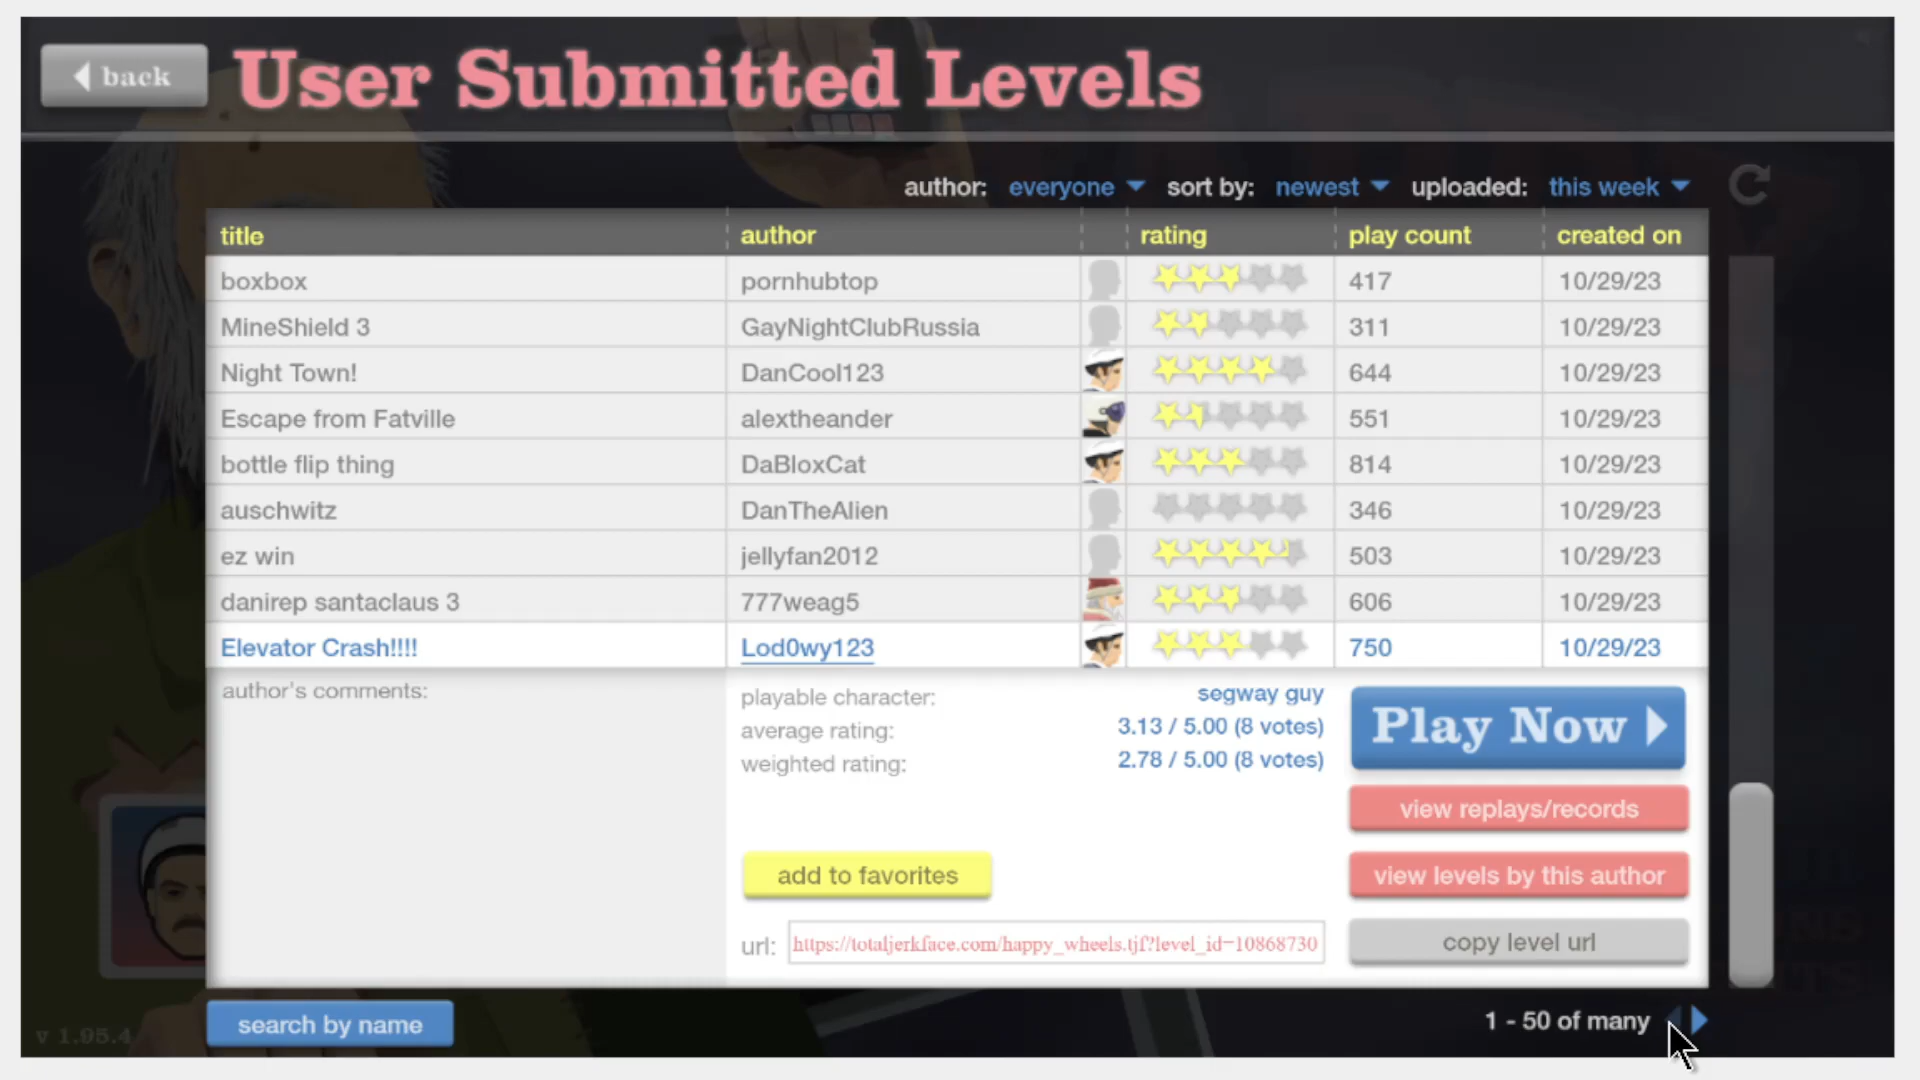 back
User Submitted Levels
author: everyone sort by: newest uploaded: this week
title author rating play count created on
boxbox pornhubtop 417 10/29/23
MineShield 3 GayNightClubRussia 311 10/29/23
Night Town! DanCool123 644 10/29/23
Escape from Fatville alextheander 551 10/29/23
bottle flip thing DaBloxCat 814 10/29/23
auschwitz DanTheAlien 346 10/29/23
ez win jellyfan2012 503 10/29/23
danirep santaclaus 3 777weag5 606 10/29/23
Elevator Crash!!!! Lod0wy123 750 10/29/23
author's comments:
playable character: segway guy
average rating: 3.13 / 5.00 (8 votes)
weighted rating: 2.78 / 5.00 (8 votes)
Play Now
view replays/records
add to favorites
view levels by this author
url: https://totaljerkface.com/happy_wheels.tjf?level_id=10868730
copy level url
search by name
1 - 50 of many
v 1.95.4